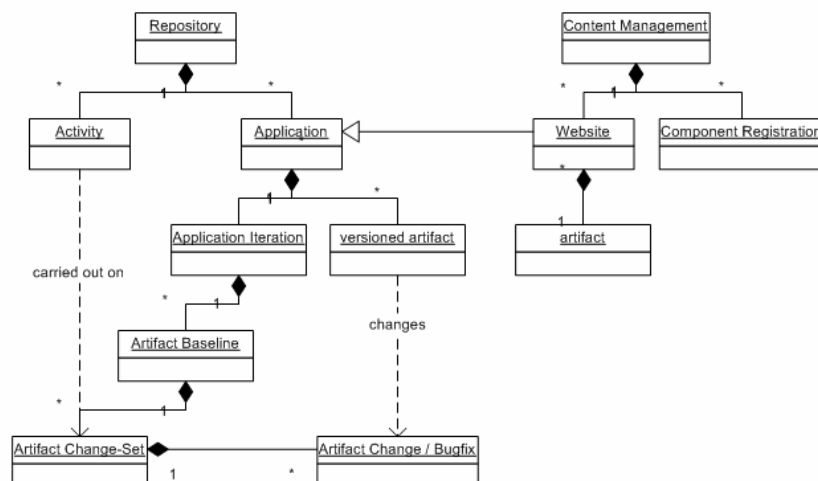 Repository
Content Management
* 1 *
* 1 *
Activity
Application
Website
Component Registration
1 *
*
1
Application Iteration
versioned artifact
artifact
carried out on
* 1
changes
Artifact Baseline
* 1
Artifact Change-Set
Artifact Change / Bugfix
1 *